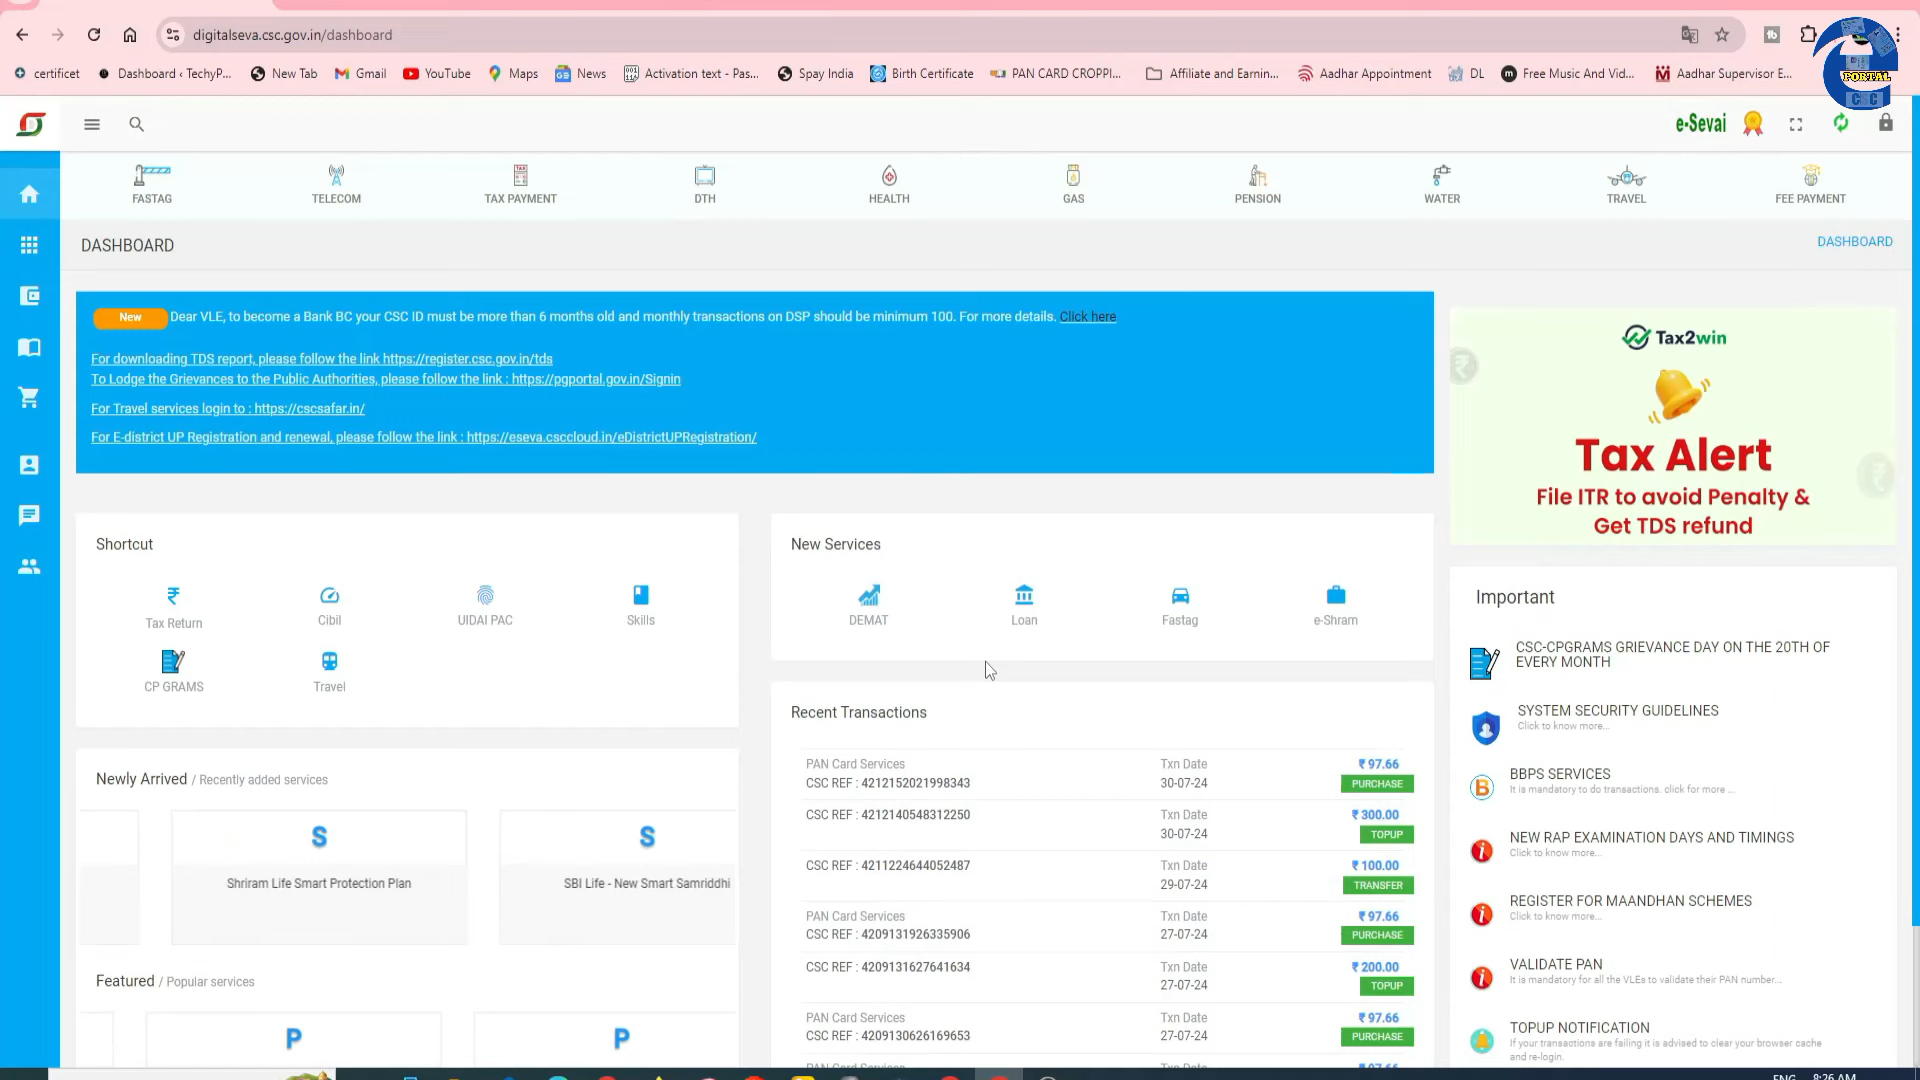 digitalseva.csc.gov.in/dashboard
certificet
Dashboard ‹ TechyP...
New Tab
Gmail
YouTube
Maps
News
Activation text - Pas...
Spay India
Birth Certificate
PAN CARD CROPPI...
Affiliate and Earnin...
Aadhar Appointment
DL
Free Music And Vid...
Aadhar Supervisor E...
PORTAL
CSC
e-Sevai
FASTAG
TELECOM
TAX PAYMENT
DTH
HEALTH
GAS
PENSION
WATER
TRAVEL
FEE PAYMENT
DASHBOARD
DASHBOARD
New Dear VLE, to become a Bank BC your CSC ID must be more than 6 months old and monthly transactions on DSP should be minimum 100. For more details. Click here
For downloading TDS report, please follow the link https://register.csc.gov.in/tds
To Lodge the Grievances to the Public Authorities, please follow the link : https://pgportal.gov.in/Signin
For Travel services login to : https://cscsafar.in/
For E-district UP Registration and renewal, please follow the link : https://eseva.csccloud.in/eDistrictUPRegistration/
Tax2win
Tax Alert
File ITR to avoid Penalty &
Get TDS refund
Shortcut
Tax Return
Cibil
UIDAI PAC
Skills
CP GRAMS
Travel
New Services
DEMAT
Loan
Fastag
e-Shram
Newly Arrived / Recently added services
S
Shriram Life Smart Protection Plan
S
SBI Life - New Smart Samriddhi
Featured / Popular services
P
P
Recent Transactions
PAN Card Services Txn Date ₹ 97.66
CSC REF : 4212152021998343 30-07-24 PURCHASE
CSC REF : 4212140548312250 Txn Date ₹ 300.00
30-07-24 TOPUP
CSC REF : 4211224644052487 Txn Date ₹ 100.00
29-07-24 TRANSFER
PAN Card Services Txn Date ₹ 97.66
CSC REF : 4209131926335906 27-07-24 PURCHASE
CSC REF : 4209131627641634 Txn Date ₹ 200.00
27-07-24 TOPUP
PAN Card Services Txn Date ₹ 97.66
CSC REF : 4209130626169653 27-07-24 PURCHASE
Important
CSC-CPGRAMS GRIEVANCE DAY ON THE 20TH OF
EVERY MONTH
SYSTEM SECURITY GUIDELINES
Click to know more...
BBPS SERVICES
It is mandatory to do transactions. click for more ...
NEW RAP EXAMINATION DAYS AND TIMINGS
Click to know more...
REGISTER FOR MAANDHAN SCHEMES
Click to know more...
VALIDATE PAN
It is mandatory for all the VLEs to validate their PAN number...
TOPUP NOTIFICATION
If your transactions are failing it is advised to clear your browser cache
and re-login.
ENG 8:26 AM